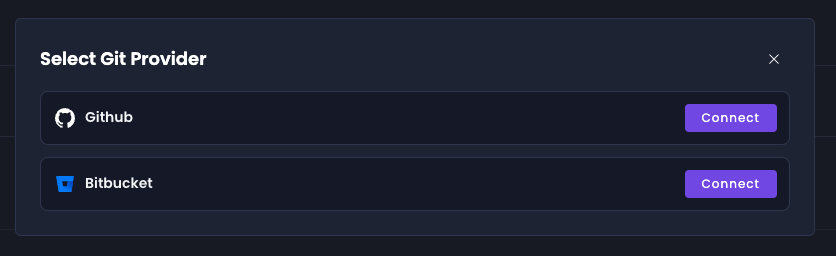 Select Git Provider
Github
Connect
Bitbucket
Connect